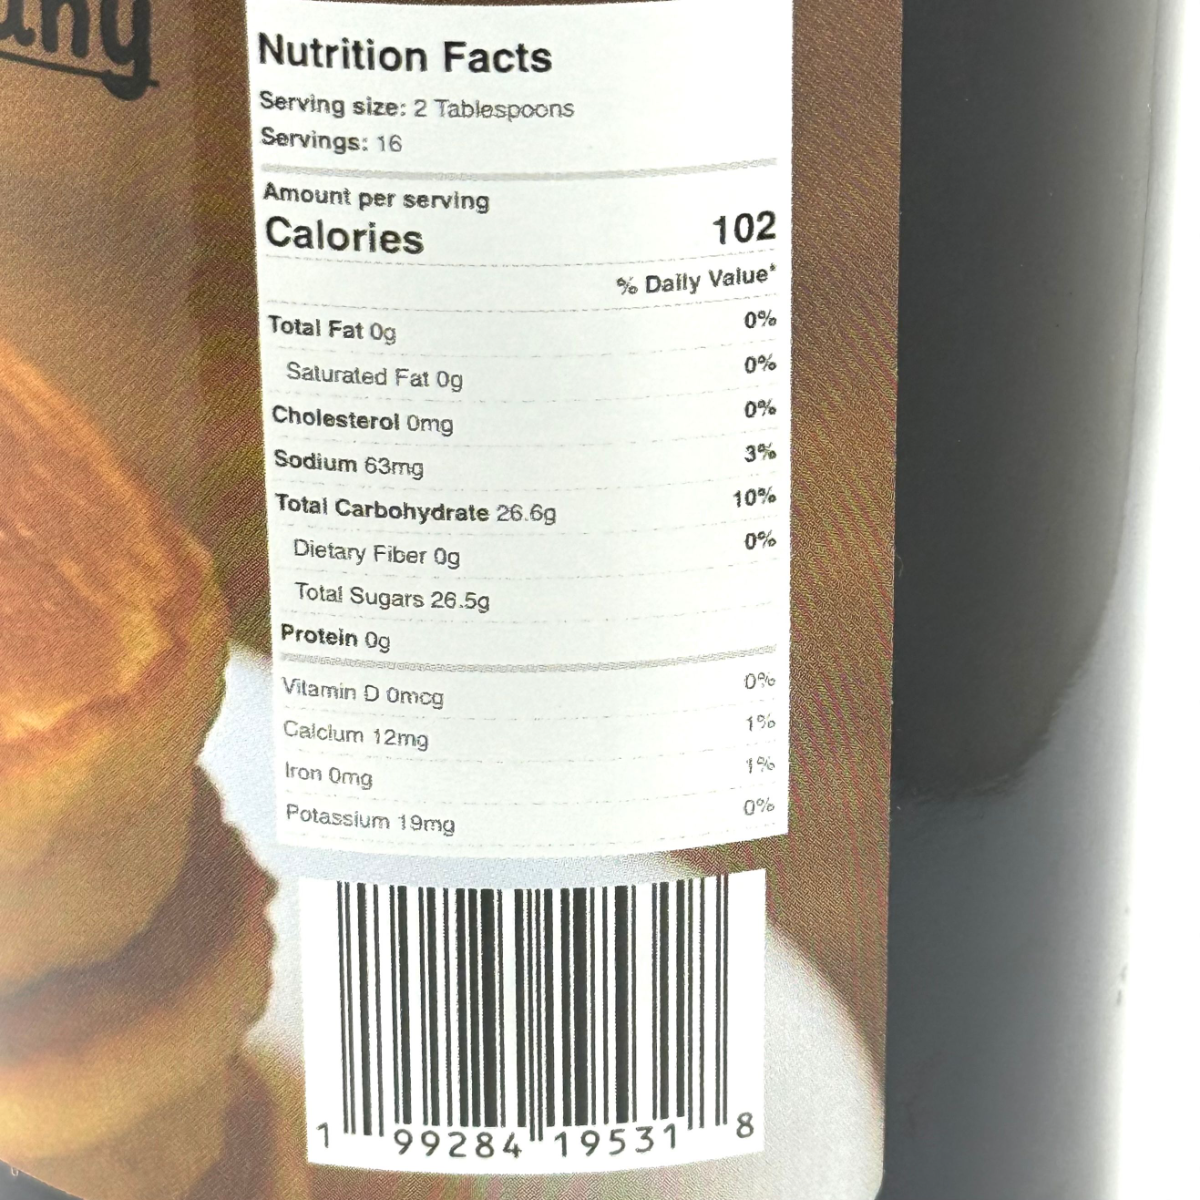 Nutrition Facts
Serving size: 2 Tablespoons
Servings: 16
Amount per serving
Calories 102
% Daily Value*
Total Fat 0g 0%
Saturated Fat 0g 0%
Cholesterol 0mg 0%
Sodium 63mg 3%
Total Carbohydrate 26.6g 10%
Dietary Fiber 0g 0%
Total Sugars 26.5g
Protein 0g
Vitamin D 0mcg 0%
Calcium 12mg 1%
Iron 0mg 1%
Potassium 19mg 0%
1 99284 19531 8